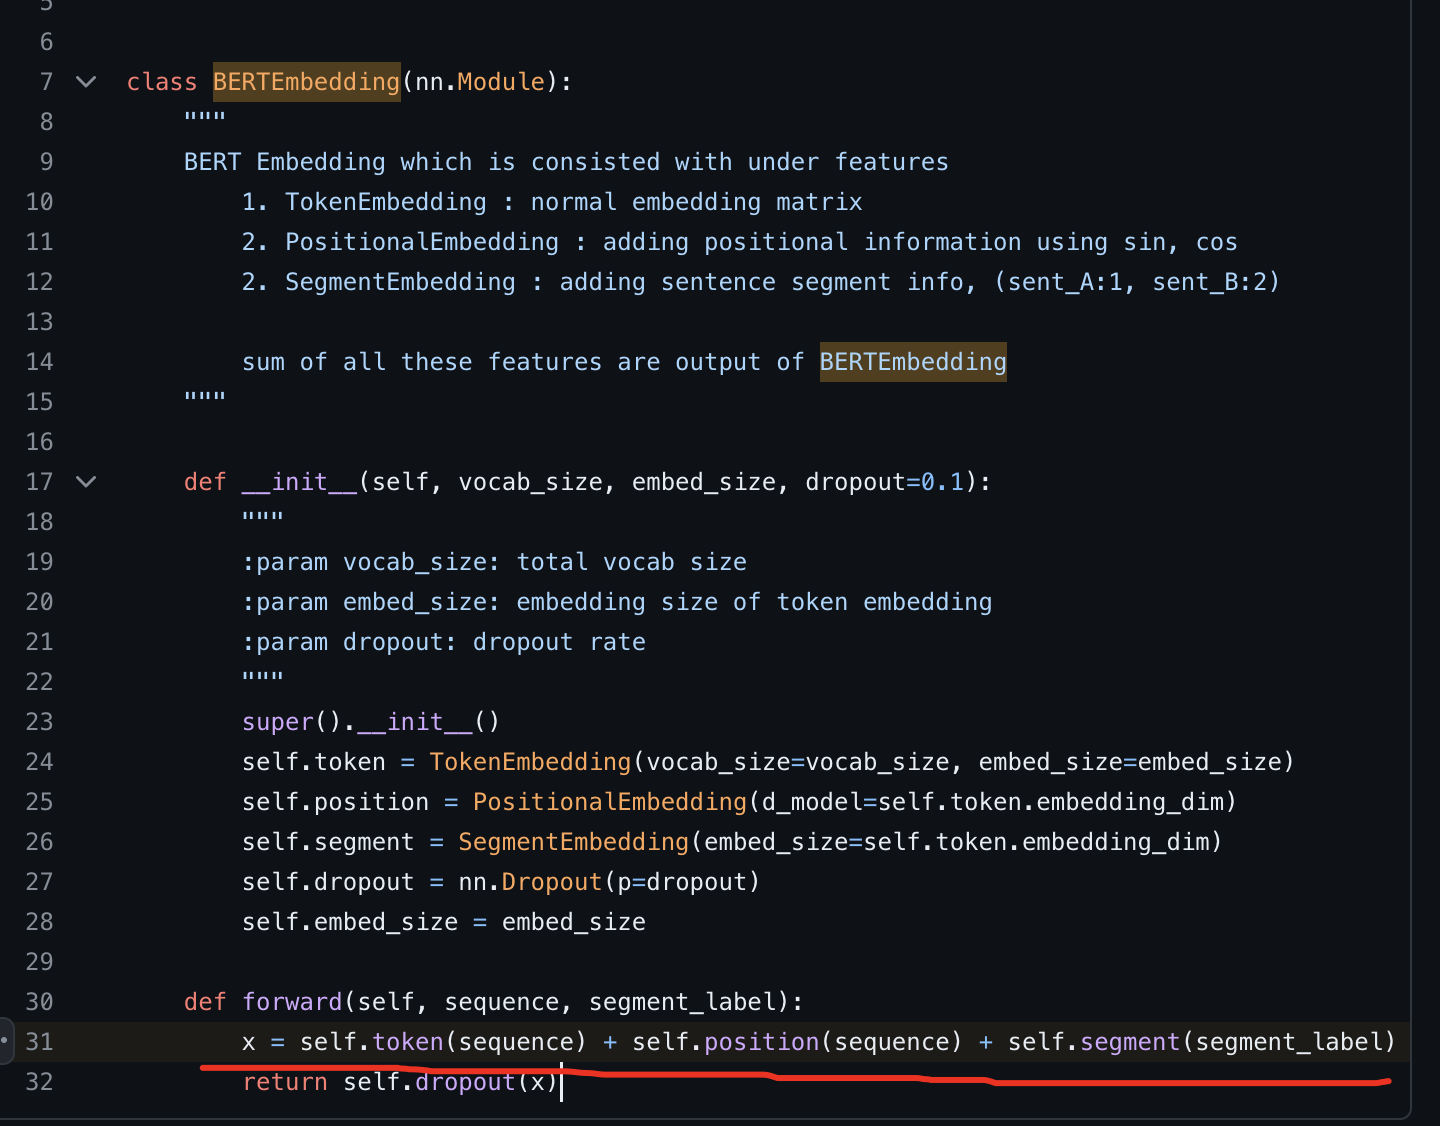 5
6
7 class BERTEmbedding(nn.Module):
8 """
9 BERT Embedding which is consisted with under features
10 1. TokenEmbedding : normal embedding matrix
11 2. PositionalEmbedding : adding positional information using sin, cos
12 2. SegmentEmbedding : adding sentence segment info, (sent_A:1, sent_B:2)
13
14 sum of all these features are output of BERTEmbedding
15 """
16
17 def __init__(self, vocab_size, embed_size, dropout=0.1):
18 """
19 :param vocab_size: total vocab size
20 :param embed_size: embedding size of token embedding
21 :param dropout: dropout rate
22 """
23 super().__init__()
24 self.token = TokenEmbedding(vocab_size=vocab_size, embed_size=embed_size)
25 self.position = PositionalEmbedding(d_model=self.token.embedding_dim)
26 self.segment = SegmentEmbedding(embed_size=self.token.embedding_dim)
27 self.dropout = nn.Dropout(p=dropout)
28 self.embed_size = embed_size
29
30 def forward(self, sequence, segment_label):
31 x = self.token(sequence) + self.position(sequence) + self.segment(segment_label)
32 return self.dropout(x)